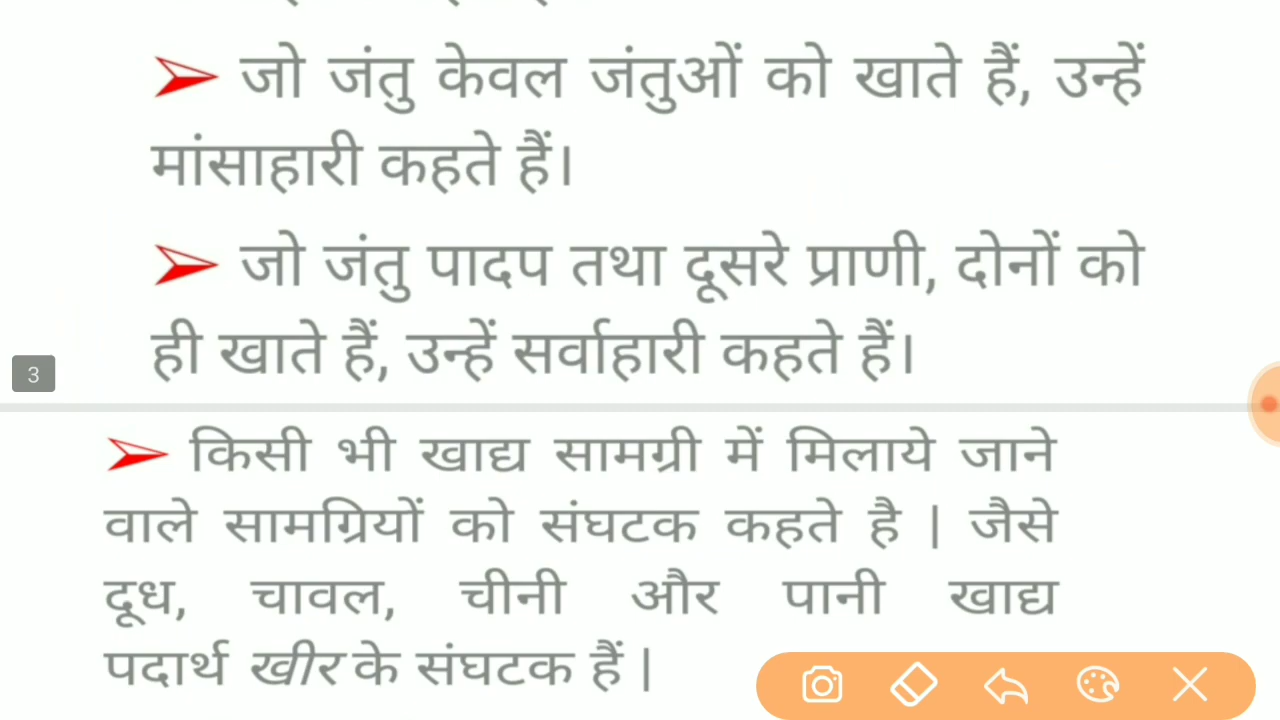 ➢ जो जंतु केवल जंतुओं को खाते हैं, उन्हें
मांसाहारी कहते हैं।
➢ जो जंतु पादप तथा दूसरे प्राणी, दोनों को
ही खाते हैं, उन्हें सर्वाहारी कहते हैं।
3
➢ किसी भी खाद्य सामग्री में मिलाये जाने
वाले सामग्रियों को संघटक कहते है | जैसे
दूध, चावल, चीनी और पानी खाद्य
पदार्थ खीर के संघटक हैं |